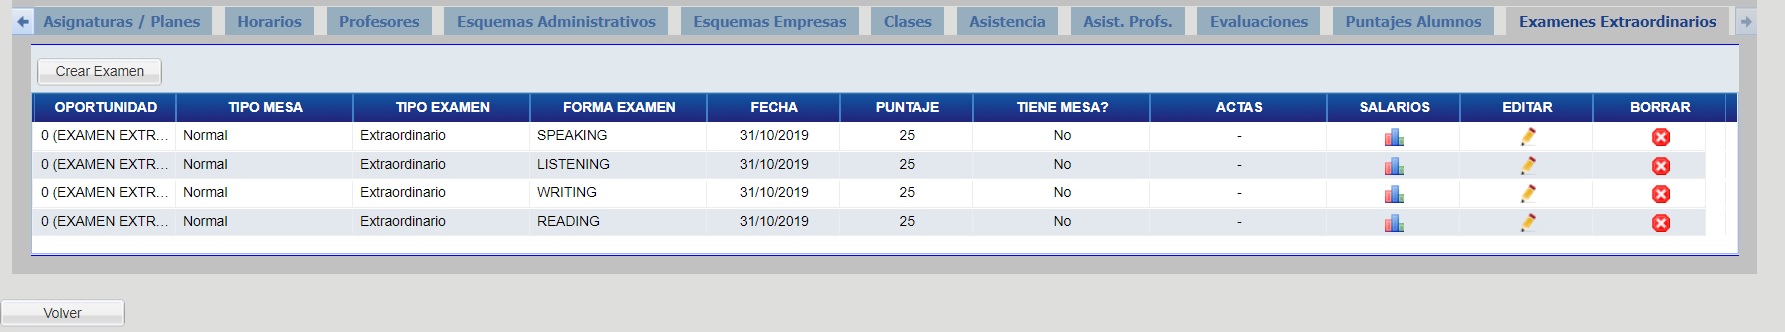 Asignaturas / Planes Horarios Profesores Esquemas Administrativos Esquemas Empresas Clases Asistencia Asist. Profs. Evaluaciones Puntajes Alumnos Examenes Extraordinarios
Crear Examen
OPORTUNIDAD TIPO MESA TIPO EXAMEN FORMA EXAMEN FECHA PUNTAJE TIENE MESA? ACTAS SALARIOS EDITAR BORRAR
0 (EXAMEN EXTR... Normal Extraordinario SPEAKING 31/10/2019 25 No -
0 (EXAMEN EXTR... Normal Extraordinario LISTENING 31/10/2019 25 No -
0 (EXAMEN EXTR... Normal Extraordinario WRITING 31/10/2019 25 No -
0 (EXAMEN EXTR... Normal Extraordinario READING 31/10/2019 25 No -
Volver